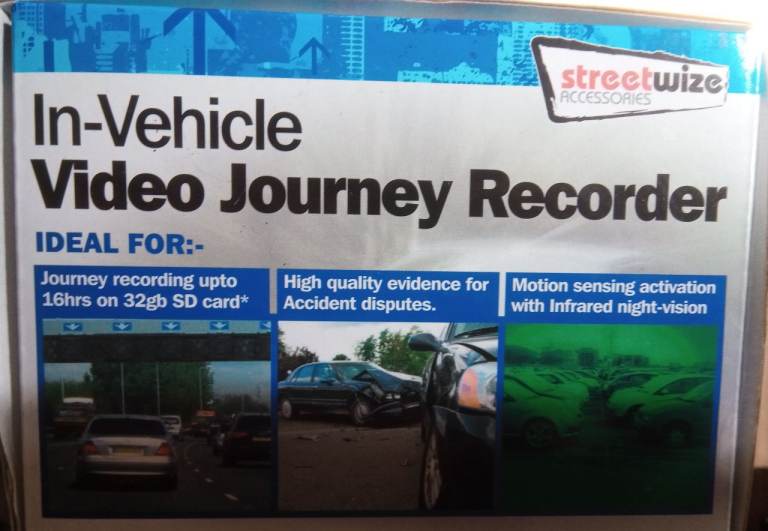 streetwize
ACCESSORIES
In-Vehicle
Video Journey Recorder
IDEAL FOR:-
Journey recording upto
16hrs on 32gb SD card*
High quality evidence for
Accident disputes.
Motion sensing activation
with Infrared night-vision